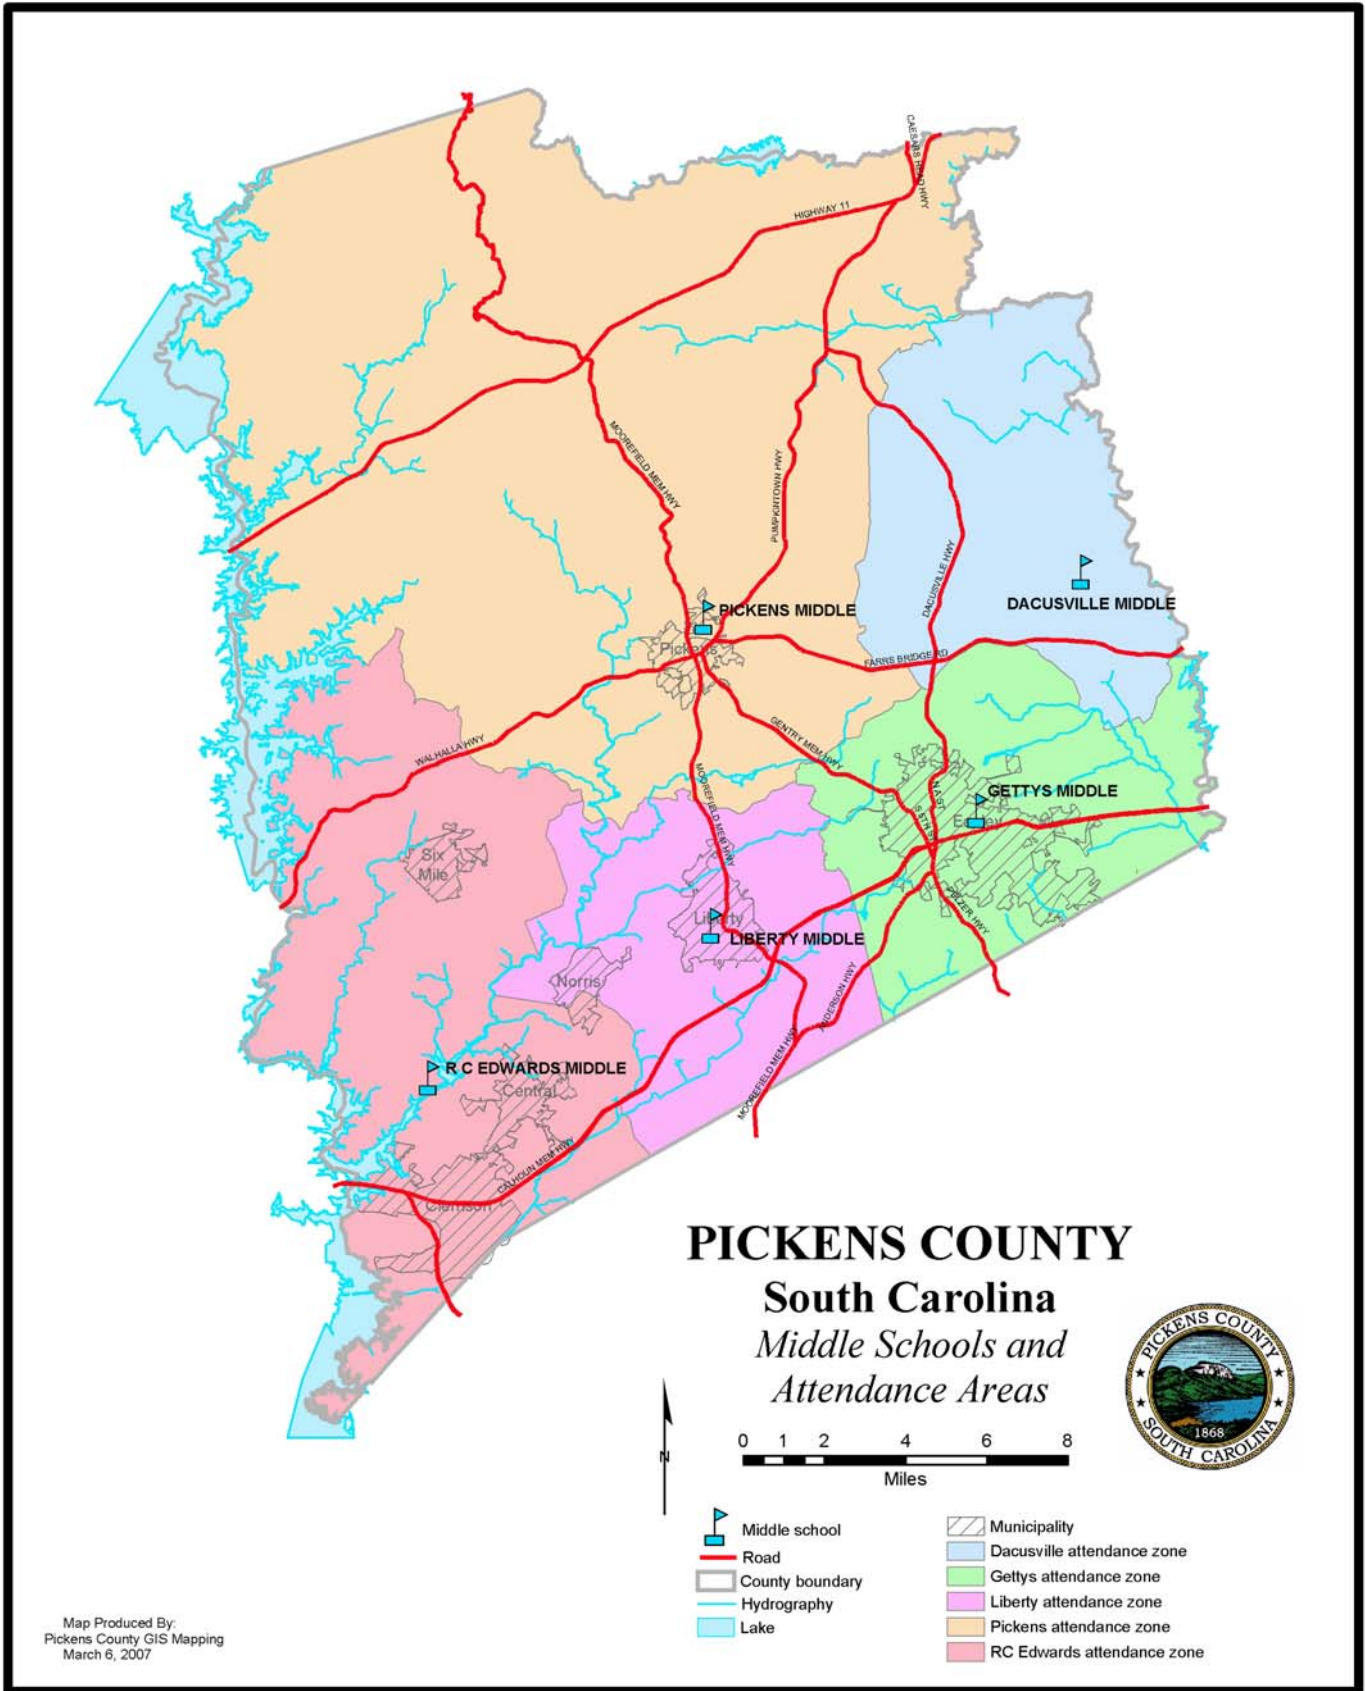 CAESARS HEAD HWY
HIGHWAY 11
MOOREFIELD MEM HWY
PUMPKINTOWN HWY
DACUSVILLE HWY
DACUSVILLE MIDDLE
PICKENS MIDDLE
Pickens
FARRS BRIDGE RD
WALHALLA HWY
GENTRY MEM HWY
MOOREFIELD MEM HWY
GETTYS MIDDLE
N A ST
S 5TH ST
Easley
Six
Mile
PELZER HWY
Liberty
LIBERTY MIDDLE
Norris
ANDERSON HWY
MOOREFIELD MEM HWY
R C EDWARDS MIDDLE
Central
CALHOUN MEM HWY
Clemson
PICKENS COUNTY
South Carolina
Middle Schools and
Attendance Areas
PICKENS COUNTY
1868
SOUTH CAROLINA
N
0 1 2 4 6 8
Miles
Middle school
Road
County boundary
Hydrography
Lake
Municipality
Dacusville attendance zone
Gettys attendance zone
Liberty attendance zone
Pickens attendance zone
RC Edwards attendance zone
Map Produced By:
Pickens County GIS Mapping
March 6, 2007